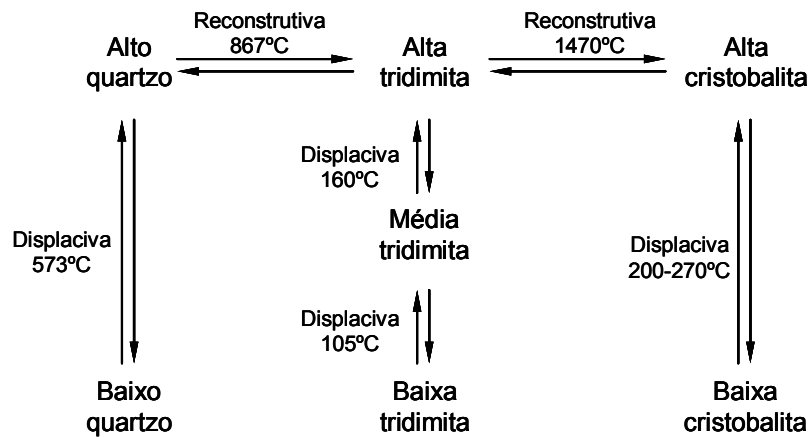 Alto
quartzo
Reconstrutiva
867ºC
Alta
tridimita
Reconstrutiva
1470ºC
Alta
cristobalita
Displaciva
573ºC
Displaciva
160ºC
Média
tridimita
Displaciva
105ºC
Displaciva
200-270ºC
Baixo
quartzo
Baixa
tridimita
Baixa
cristobalita